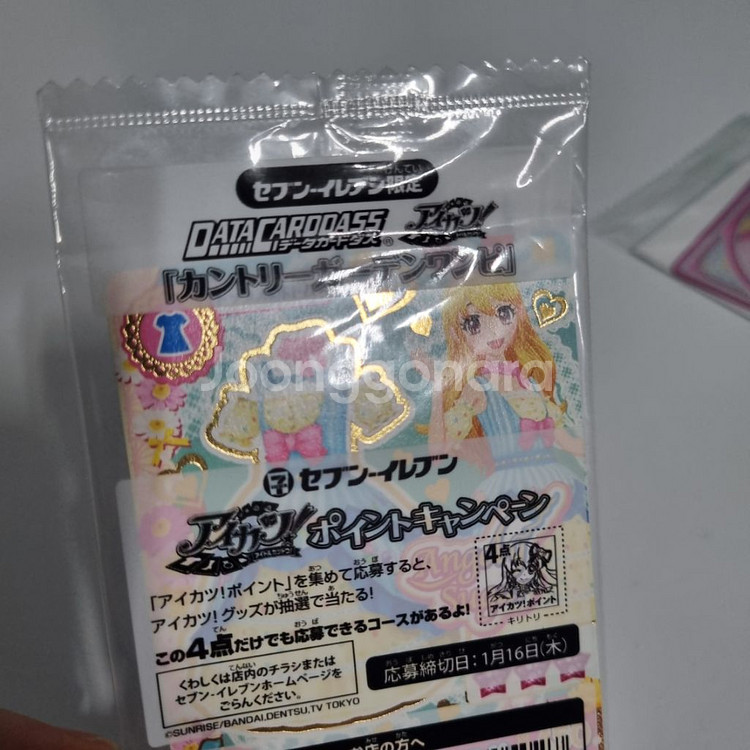 セブン-イレブン限定
DATA CARDDASS
データカードダス®
アイカツ!
「カントリーガーデンワンピ」
Joonggonara
セブン-イレブン
アイカツ!
ポイントキャンペーン
「アイカツ!ポイント」を集めて応募すると、
アイカツ!グッズが抽選で当たる!
この4点だけでも応募できるコースがあるよ!
4点
アイカツ!ポイント
キリトリ
くわしくは店内のチラシまたは
セブン-イレブンホームページを
ごらんください。
応募締切日:1月16日(木)
©SUNRISE/BANDAI,DENTSU,TV TOKYO
お店の方へ